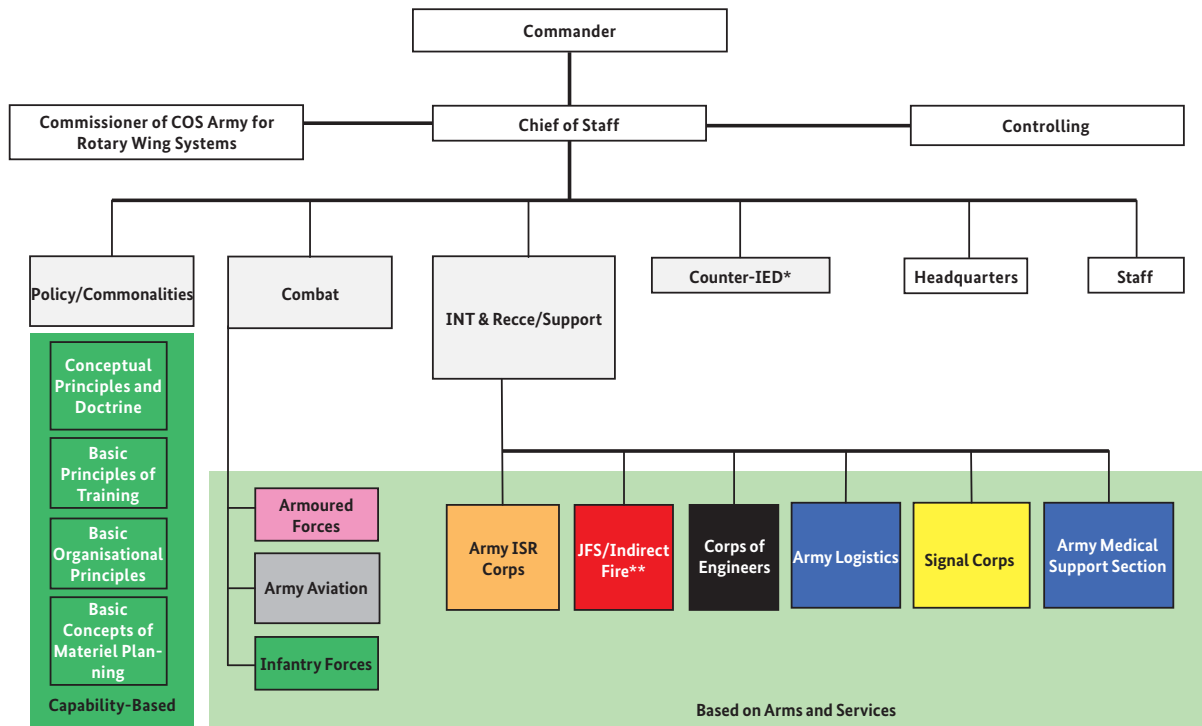 Commander
Commissioner of COS Army for
Rotary Wing Systems
Chief of Staff
Controlling
Policy/Commonalities
Combat
INT & Recce/Support
Counter-IED*
Headquarters
Staff
Conceptual
Principles and
Doctrine
Basic
Principles of
Training
Basic
Organisational
Principles
Basic
Concepts of
Materiel Plan-
ning
Capability-Based
Armoured
Forces
Army Aviation
Infantry Forces
Army ISR
Corps
JFS/Indirect
Fire**
Corps of
Engineers
Army Logistics
Signal Corps
Army Medical
Support Section
Based on Arms and Services